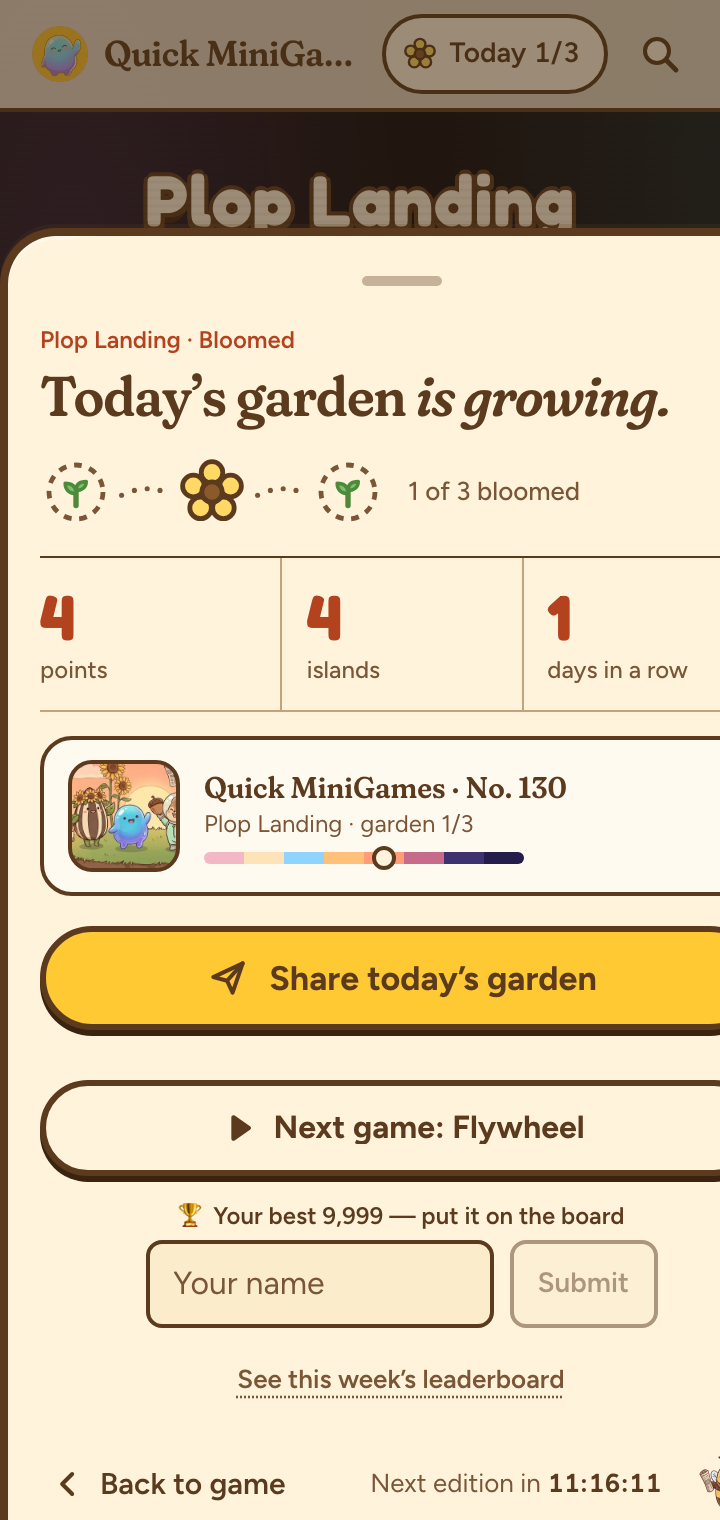 Quick MiniGa...
Today 1/3
Plop Landing
Plop Landing · Bloomed
Today’s garden is growing.
1 of 3 bloomed
4
points
4
islands
1
days in a row
Quick MiniGames · No. 130
Plop Landing · garden 1/3
Share today’s garden
Next game: Flywheel
🏆 Your best 9,999 — put it on the board
Your name
Submit
See this week’s leaderboard
Back to game
Next edition in 11:16:11